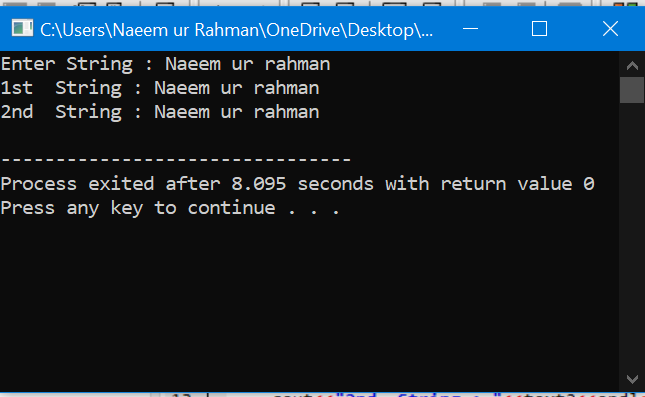 C:\Users\Naeem ur Rahman\OneDrive\Desktop\...
Enter String : Naeem ur rahman
1st  String : Naeem ur rahman
2nd  String : Naeem ur rahman
--------------------------------
Process exited after 8.095 seconds with return value 0
Press any key to continue . . .